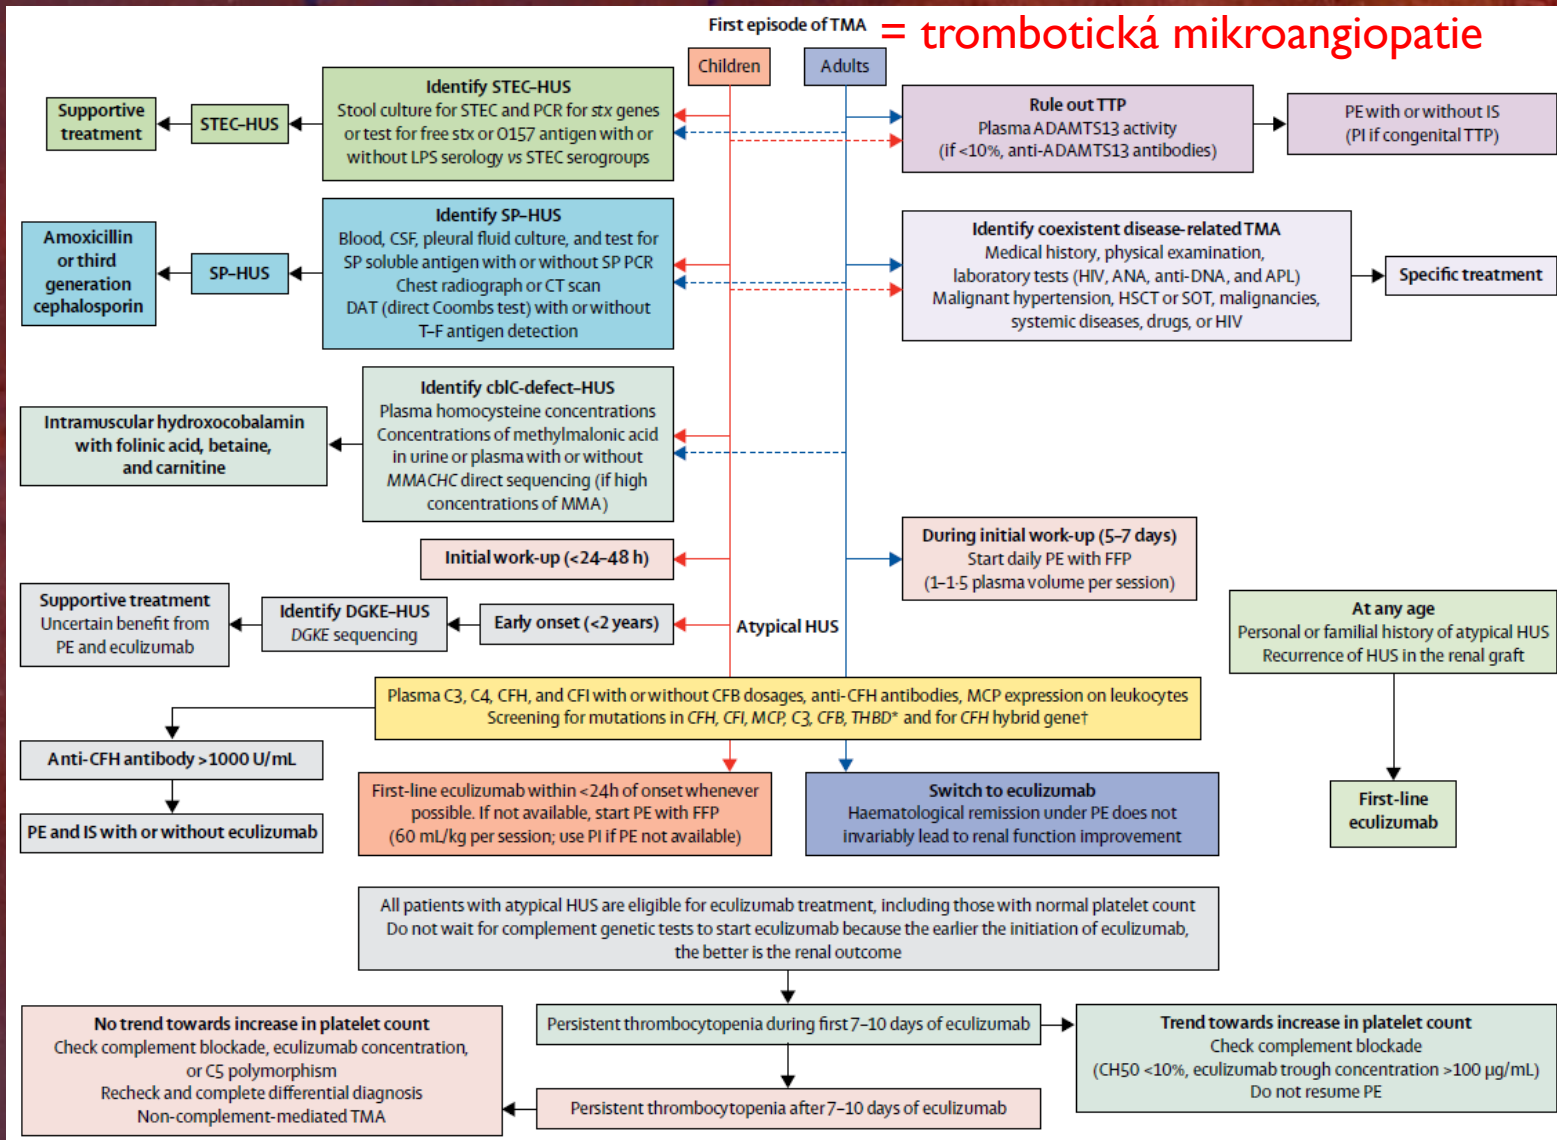 First episode of TMA = trombotická mikroangiopatie
Children
Adults
Identify STEC–HUS
Stool culture for STEC and PCR for stx genes
or test for free stx or O157 antigen with or
without LPS serology vs STEC serogroups
STEC–HUS
Supportive
treatment
Rule out TTP
Plasma ADAMTS13 activity
(if <10%, anti-ADAMTS13 antibodies)
PE with or without IS
(PI if congenital TTP)
Identify SP–HUS
Blood, CSF, pleural fluid culture, and test for
SP soluble antigen with or without SP PCR
Chest radiograph or CT scan
DAT (direct Coombs test) with or without
T–F antigen detection
SP–HUS
Amoxicillin
or third
generation
cephalosporin
Identify coexistent disease-related TMA
Medical history, physical examination,
laboratory tests (HIV, ANA, anti-DNA, and APL)
Malignant hypertension, HSCT or SOT, malignancies,
systemic diseases, drugs, or HIV
Specific treatment
Identify cblC-defect–HUS
Plasma homocysteine concentrations
Concentrations of methylmalonic acid
in urine or plasma with or without
MMACHC direct sequencing (if high
concentrations of MMA)
Intramuscular hydroxocobalamin
with folinic acid, betaine,
and carnitine
Initial work-up (<24–48 h)
During initial work-up (5–7 days)
Start daily PE with FFP
(1–1·5 plasma volume per session)
Early onset (<2 years)
Identify DGKE–HUS
DGKE sequencing
Supportive treatment
Uncertain benefit from
PE and eculizumab
Atypical HUS
At any age
Personal or familial history of atypical HUS
Recurrence of HUS in the renal graft
First-line
eculizumab
Plasma C3, C4, CFH, and CFI with or without CFB dosages, anti-CFH antibodies, MCP expression on leukocytes
Screening for mutations in CFH, CFI, MCP, C3, CFB, THBD* and for CFH hybrid gene†
Anti-CFH antibody >1000 U/mL
PE and IS with or without eculizumab
First-line eculizumab within <24h of onset whenever
possible. If not available, start PE with FFP
(60 mL/kg per session; use PI if PE not available)
Switch to eculizumab
Haematological remission under PE does not
invariably lead to renal function improvement
All patients with atypical HUS are eligible for eculizumab treatment, including those with normal platelet count
Do not wait for complement genetic tests to start eculizumab because the earlier the initiation of eculizumab,
the better is the renal outcome
Persistent thrombocytopenia during first 7–10 days of eculizumab
Trend towards increase in platelet count
Check complement blockade
(CH50 <10%, eculizumab trough concentration >100 µg/mL)
Do not resume PE
Persistent thrombocytopenia after 7–10 days of eculizumab
No trend towards increase in platelet count
Check complement blockade, eculizumab concentration,
or C5 polymorphism
Recheck and complete differential diagnosis
Non-complement-mediated TMA